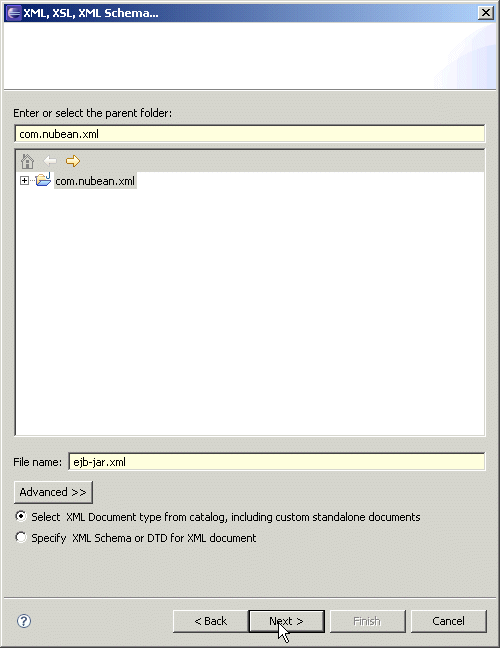 XML, XSL, XML Schema...
Enter or select the parent folder:
com.nubean.xml
com.nubean.xml
File name: ejb-jar.xml
Advanced >>
Select XML Document type from catalog, including custom standalone documents
Specify XML Schema or DTD for XML document
? < Back Next > Finish Cancel